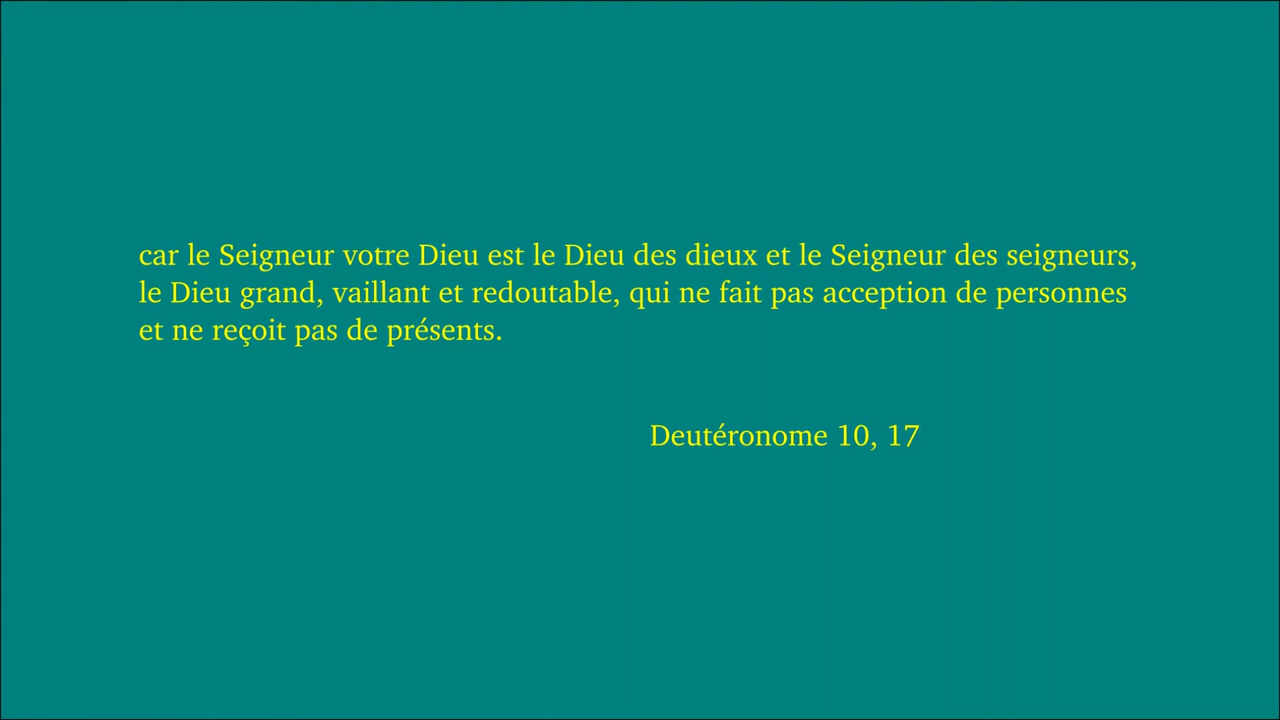 car le Seigneur votre Dieu est le Dieu des dieux et le Seigneur des seigneurs,
le Dieu grand, vaillant et redoutable, qui ne fait pas acception de personnes
et ne reçoit pas de présents.
Deutéronome 10, 17